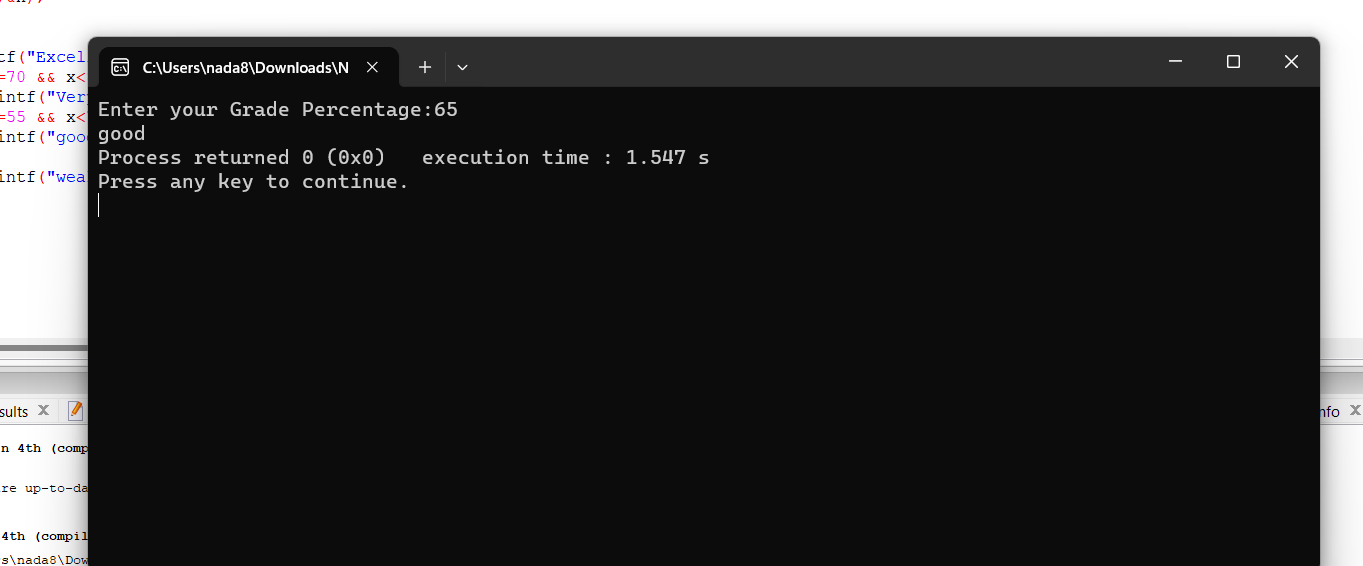 C:\Users\nada8\Downloads\N
tf("Excel
=70 && x<
intf("Ver
=55 && x<
intf("goo
intf("wea
Enter your Grade Percentage:65
good
Process returned 0 (0x0)   execution time : 1.547 s
Press any key to continue.
sults
nfo
n 4th (comp
re up-to-da
4th (compil
s\nada8\Dow